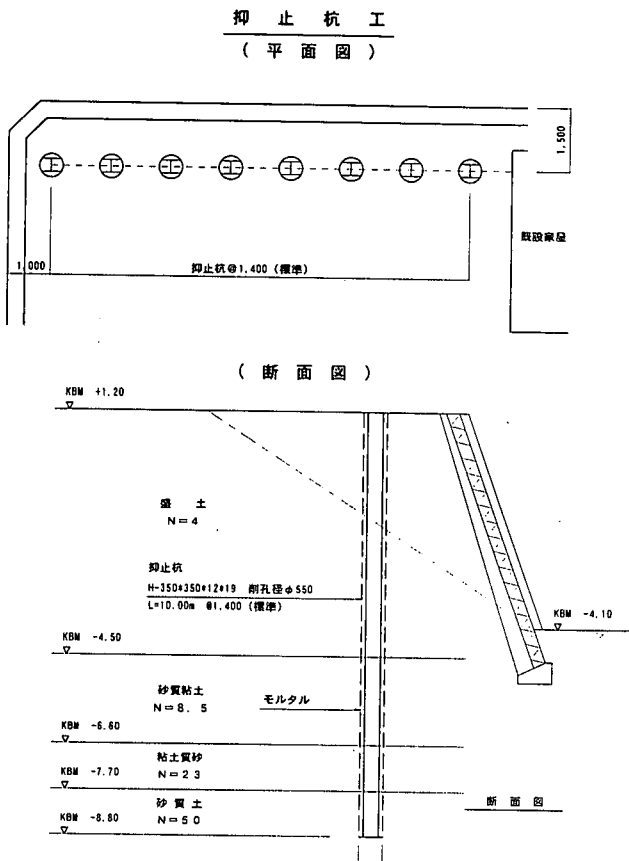 抑止杭工
(平面図)
1,500
既設家屋
1,000
抑止杭@1.400(標準)
(断面図)
KBM +1.20
盛土
N=4
抑止杭
H-350*350*12*19 削孔径φ550
L=10.00m @1,400(標準)
KBM -4.10
KBM -4.50
砂質粘土
N=8.5
モルタル
KBM -6.60
粘土質砂
N=23
KBM -7.70
砂質土
N=50
KBM -8.80
断面図